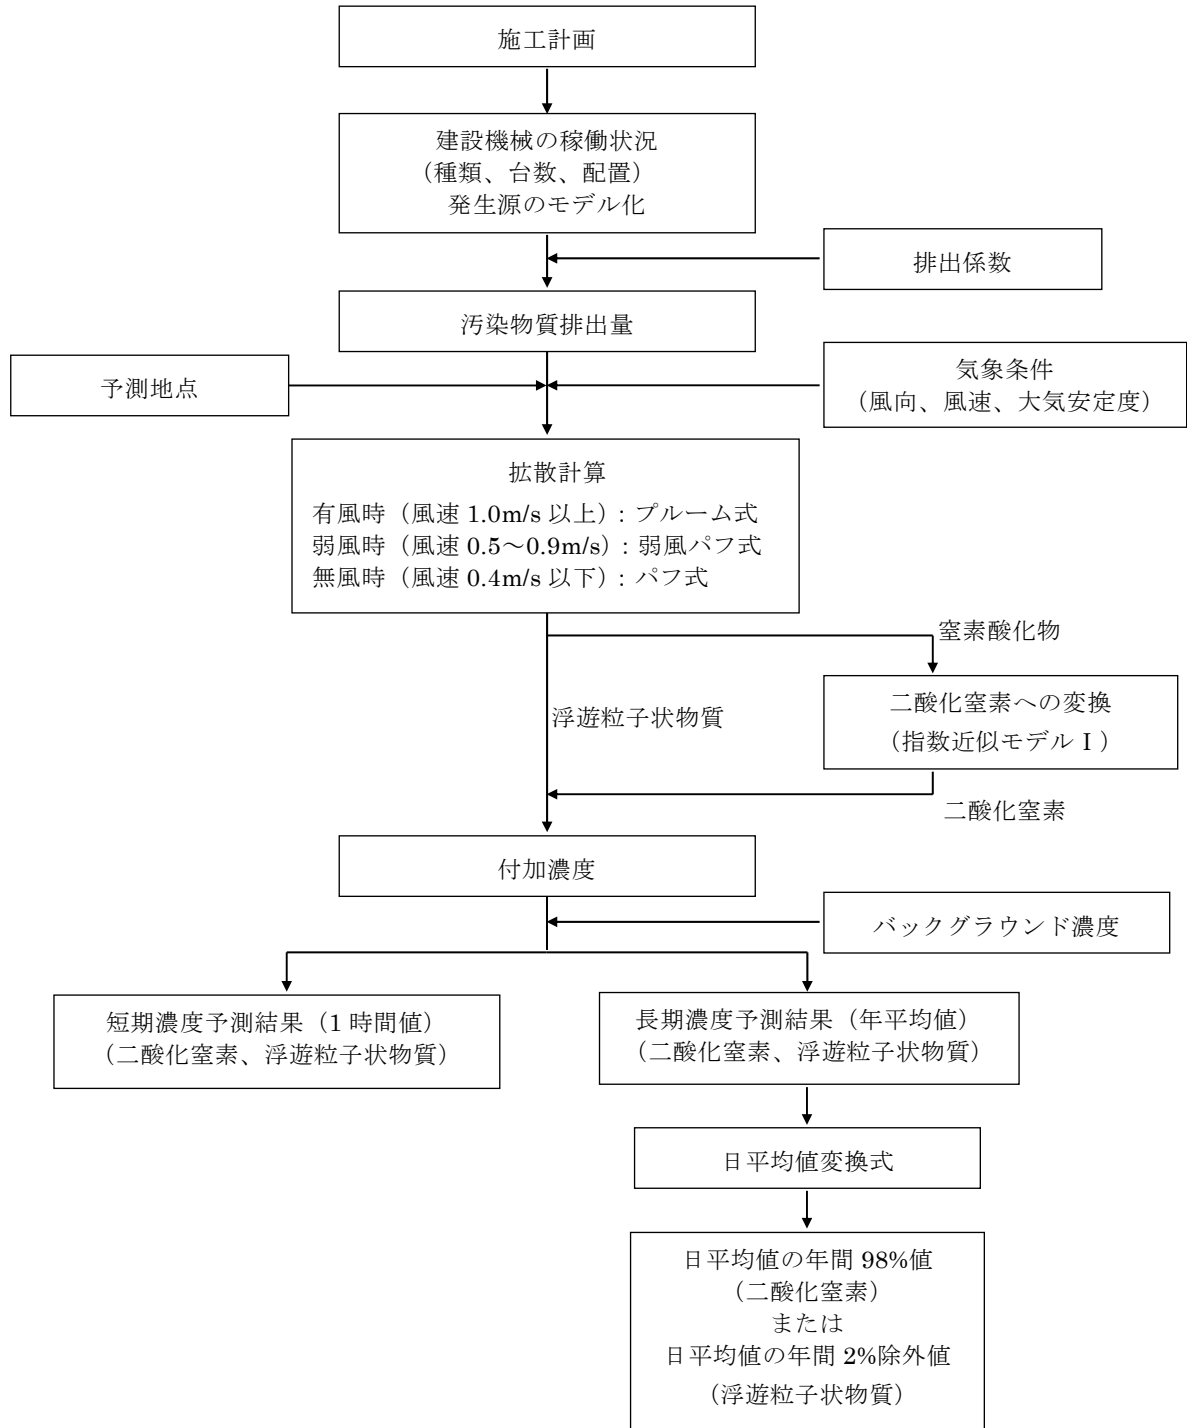 施工計画
建設機械の稼働状況
（種類、台数、配置）
発生源のモデル化
排出係数
汚染物質排出量
予測地点
気象条件
（風向、風速、大気安定度）
拡散計算
有風時（風速 1.0m/s 以上）：プルーム式
弱風時（風速 0.5～0.9m/s）：弱風パフ式
無風時（風速 0.4m/s 以下）：パフ式
窒素酸化物
浮遊粒子状物質
二酸化窒素への変換
（指数近似モデルⅠ）
二酸化窒素
付加濃度
バックグラウンド濃度
短期濃度予測結果（1 時間値）
（二酸化窒素、浮遊粒子状物質）
長期濃度予測結果（年平均値）
（二酸化窒素、浮遊粒子状物質）
日平均値変換式
日平均値の年間 98%値
（二酸化窒素）
または
日平均値の年間 2%除外値
（浮遊粒子状物質）